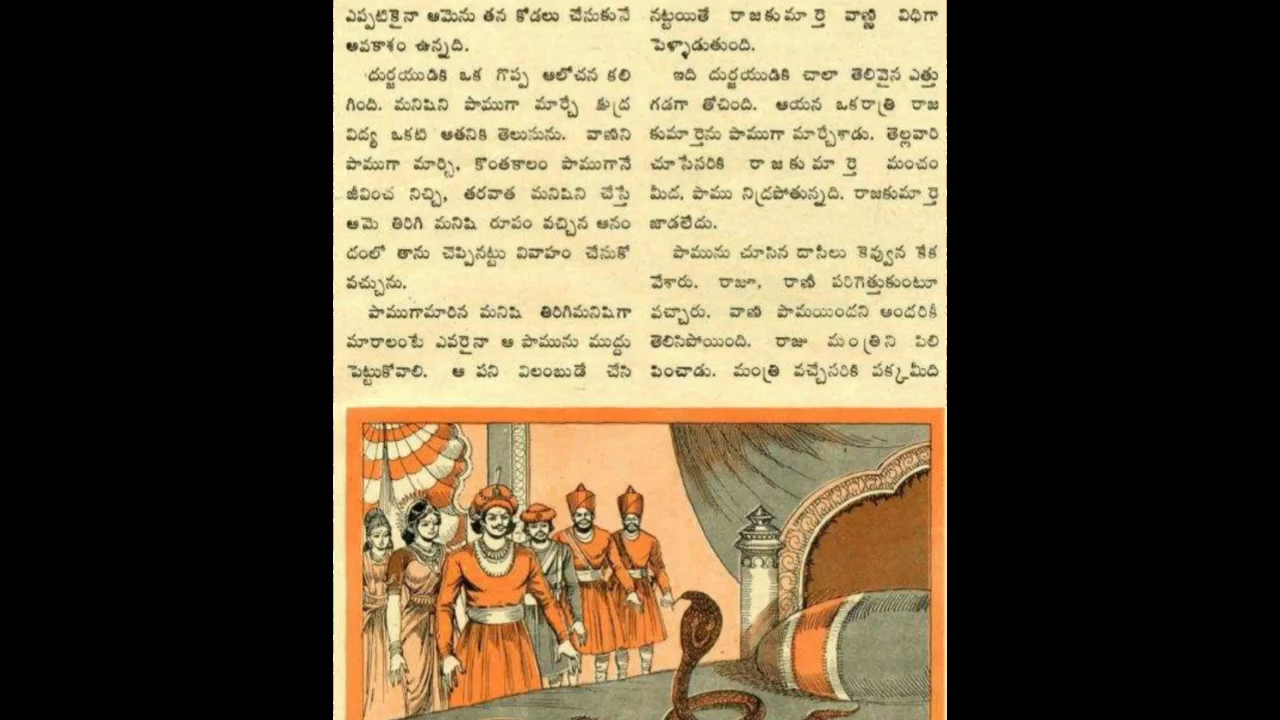 ఎప్పటికైనా ఆమెను తన కోడలు చేసుకునే
అవకాశం ఉన్నది.
దుర్జయుడికి ఒక గొప్ప ఆలోచన కలి
గింది. మనిషిని పాముగా మార్చే క్షుద్ర
విద్య ఒకటి అతనికి తెలుసును. వాణిని
పాముగా మార్చి, కొంతకాలం పాముగానే
జీవించ నిచ్చి, తరవాత మనిషిని చేస్తే
ఆమె తిరిగి మనిషి రూపం వచ్చిన ఆనం
దంలో తాను చెప్పినట్టు వివాహం చేసుకో
వచ్చును.
పాముగామారిన మనిషి తిరిగిమనిషిగా
మారాలంటే ఎవరైనా ఆ పామును ముద్దు
పెట్టుకోవాలి. ఆ పని విలంబుడే చేసి
నట్టయితే రాజకుమార్తె వాణ్ణి విధిగా
పెళ్ళాడుతుంది.
ఇది దుర్జయుడికి చాలా తెలివైన ఎత్తు
గడగా తోచింది. ఆయన ఒకరాత్రి రాజ
కుమార్తెను పాముగా మార్చేశాడు. తెల్లవారి
చూసేసరికి రాజకుమార్తె మంచం
మీద, పాము నిద్రపోతున్నది. రాజకుమార్తె
జాడలేదు.
పామును చూసిన దాసీలు కెవ్వున కేక
వేశారు. రాజూ, రాణీ పరిగెత్తుకుంటూ
వచ్చారు. వాణి పామయిందని అందరికీ
తెలిసిపోయింది. రాజు మంత్రిని పిలి
పించాడు. మంత్రి వచ్చేసరికి పక్కమీది